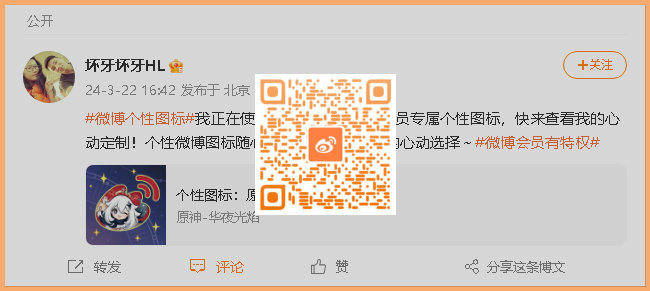 公开
坏牙坏牙HL
+关注
24-3-22 16:42 发布于 北京
#微博个性图标#我正在使 员专属个性图标，快来查看我的心
动定制！个性微博图标随心 的心动选择～#微博会员有特权#
个性图标：原
原神-华夜光焰
转发 评论 赞 分享这条博文